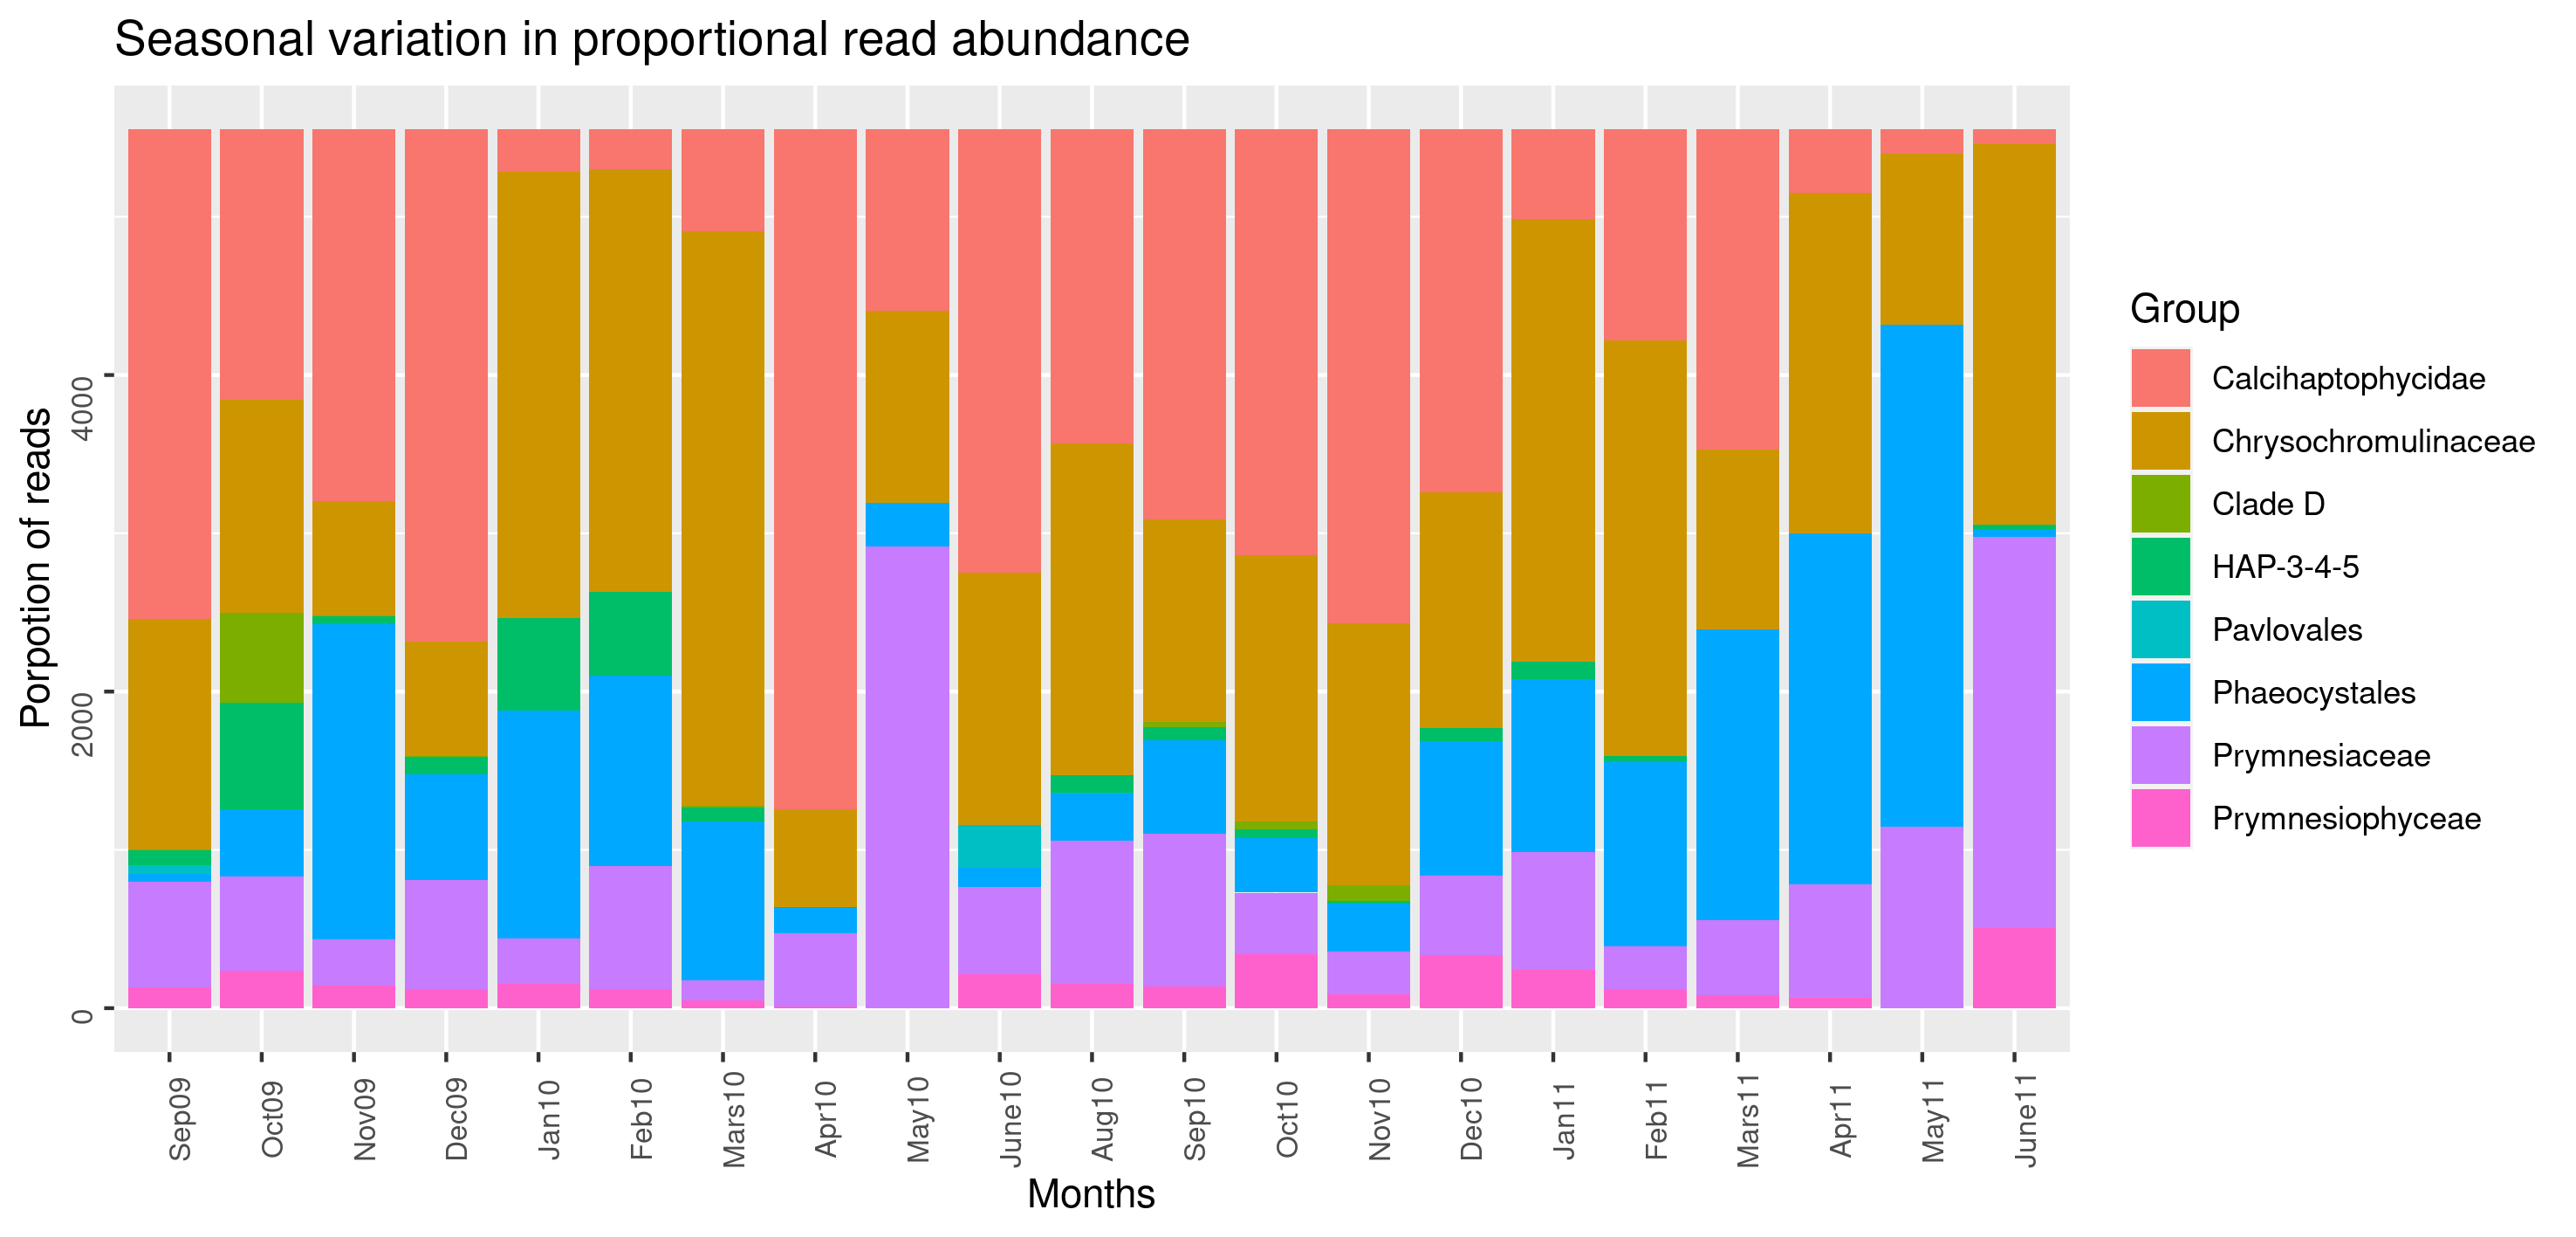 Seasonal variation in proportional read abundance
Porpotion of reads
4000
2000
0
Sep09
Oct09
Nov09
Dec09
Jan10
Feb10
Mars10
Apr10
May10
June10
Aug10
Sep10
Oct10
Nov10
Dec10
Jan11
Feb11
Mars11
Apr11
May11
June11
Months
Group
Calcihaptophycidae
Chrysochromulinaceae
Clade D
HAP-3-4-5
Pavlovales
Phaeocystales
Prymnesiaceae
Prymnesiophyceae